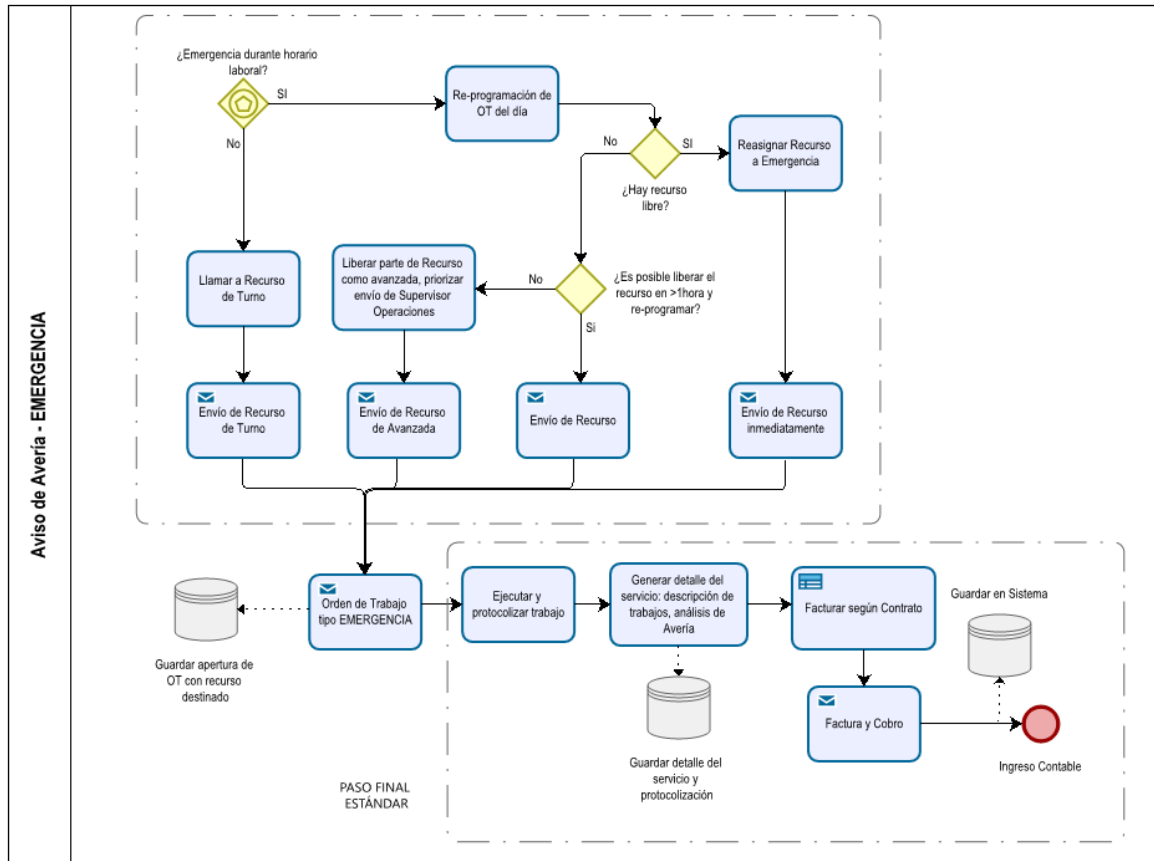 Aviso de Avería - EMERGENCIA
¿Emergencia durante horario
laboral?
SI
No
Re-programación de
OT del día
No
SI
¿Hay recurso
libre?
Reasignar Recurso
a Emergencia
Llamar a Recurso
de Turno
Liberar parte de Recurso
como avanzada, priorizar
envío de Supervisor
Operaciones
No
¿Es posible liberar el
recurso en >1hora y
re-programar?
Si
Envío de Recurso
de Turno
Envío de Recurso
de Avanzada
Envío de Recurso
Envío de Recurso
inmediatamente
Orden de Trabajo
tipo EMERGENCIA
Guardar apertura de
OT con recurso
destinado
Ejecutar y
protocolizar trabajo
Generar detalle del
servicio: descripción de
trabajos, análisis de
Avería
Facturar según Contrato
Guardar en Sistema
Guardar detalle del
servicio y
protocolización
Factura y Cobro
Ingreso Contable
PASO FINAL
ESTÁNDAR